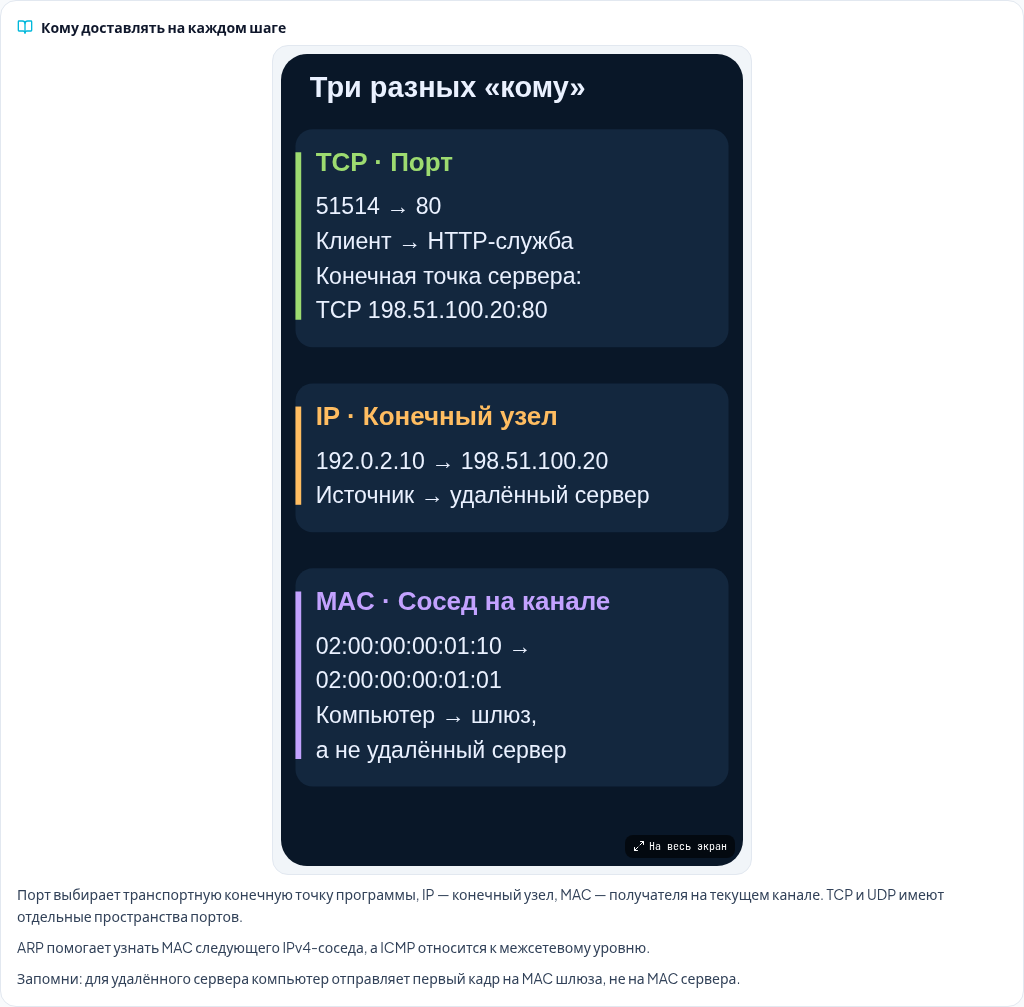 Кому доставлять на каждом шаге
Три разных «кому»
TCP · Порт
51514 → 80
Клиент → HTTP-служба
Конечная точка сервера:
TCP 198.51.100.20:80
IP · Конечный узел
192.0.2.10 → 198.51.100.20
Источник → удалённый сервер
MAC · Сосед на канале
02:00:00:00:01:10 →
02:00:00:00:01:01
Компьютер → шлюз,
а не удалённый сервер
На весь экран
Порт выбирает транспортную конечную точку программы, IP — конечный узел, MAC — получателя на текущем канале. TCP и UDP имеют
отдельные пространства портов.
ARP помогает узнать MAC следующего IPv4-соседа, а ICMP относится к межсетевому уровню.
Запомни: для удалённого сервера компьютер отправляет первый кадр на MAC шлюза, не на MAC сервера.